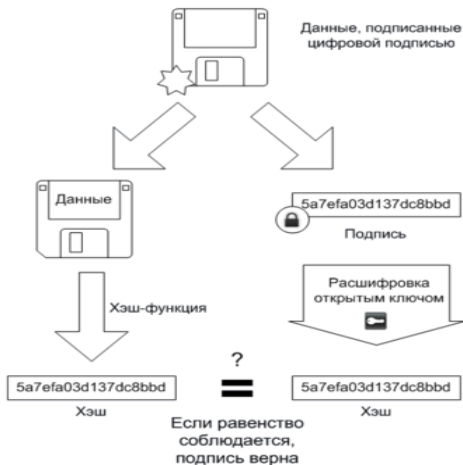 Данные, подписанные
цифровой подписью
Данные
5a7efa03d137dc8bbd
Подпись
Хэш-функция
Расшифровка
открытым ключом
5a7efa03d137dc8bbd
Хэш
?
=
5a7efa03d137dc8bbd
Хэш
Если равенство
соблюдается,
подпись верна